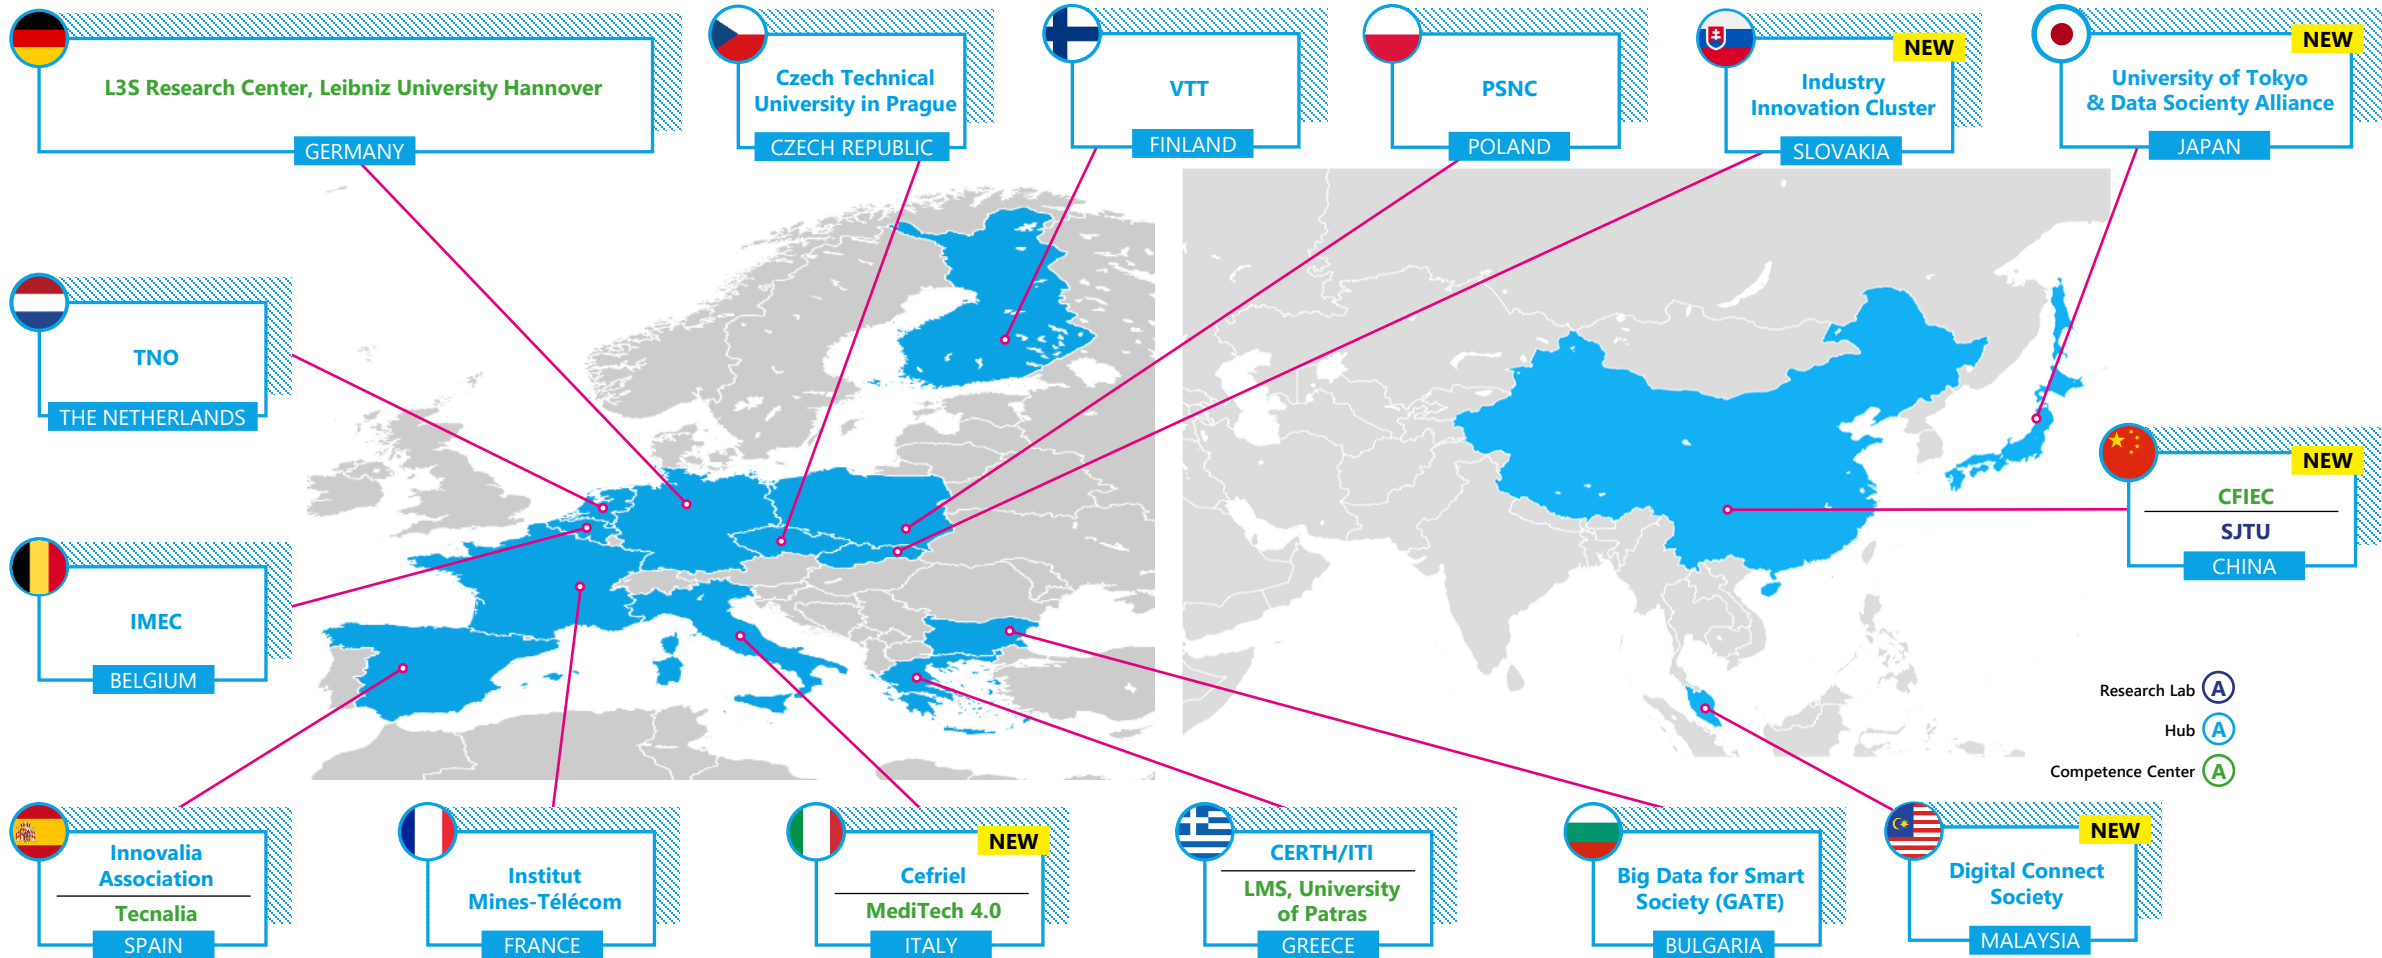 L3S Research Center, Leibniz University Hannover
GERMANY
Czech Technical
University in Prague
CZECH REPUBLIC
VTT
FINLAND
PSNC
POLAND
NEW
Industry
Innovation Cluster
SLOVAKIA
NEW
University of Tokyo
& Data Socienty Alliance
JAPAN
TNO
THE NETHERLANDS
NEW
CFIEC
SJTU
CHINA
IMEC
BELGIUM
Research Lab A
Hub A
Competence Center A
Innovalia
Association
Tecnalia
SPAIN
Institut
Mines-Télécom
FRANCE
NEW
Cefriel
MediTech 4.0
ITALY
CERTH/ITI
LMS, University
of Patras
GREECE
Big Data for Smart
Society (GATE)
BULGARIA
NEW
Digital Connect
Society
MALAYSIA